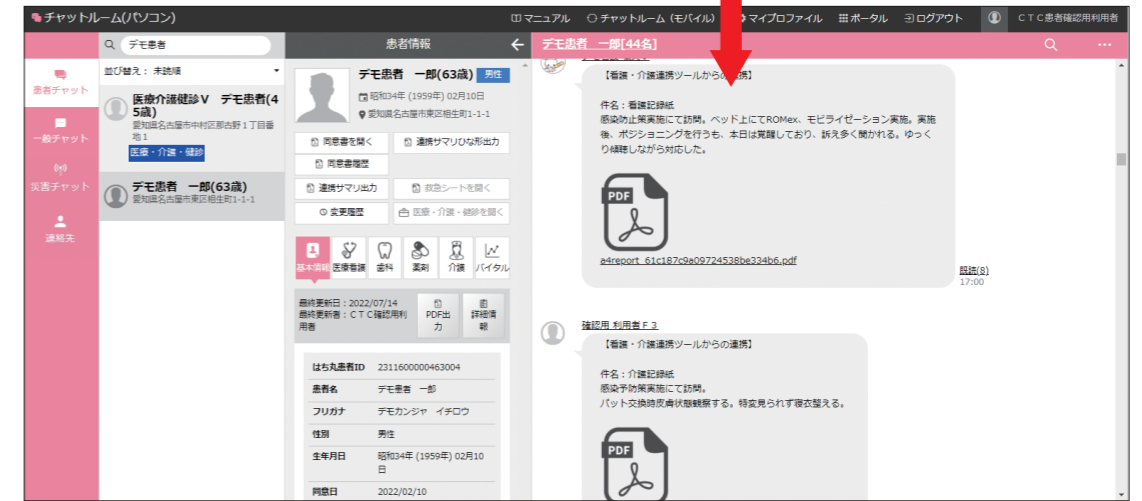 チャットルーム(パソコン)
マニュアル
チャットルーム (モバイル)
マイプロファイル
ポータル
ログアウト
CTC患者確認用利用者
患者チャット
一般チャット
災害チャット
連絡先
デモ患者
並び替え: 未読順
医療介護健診V デモ患者(4
5歳)
愛知県名古屋市中村区那古野1丁目番
地1
医療・介護・健診
デモ患者 一郎(63歳)
愛知県名古屋市東区相生町1-1-1
患者情報
デモ患者 一郎(63歳) 男性
昭和34年 (1959年) 02月10日
愛知県名古屋市東区相生町1-1-1
同意書を開く
連携サマリひな形出力
同意書履歴
連携サマリ出力
救急シートを開く
変更履歴
医療・介護・健診を開く
基本情報 医療看護 歯科 薬剤 介護 バイタル
最終更新日:2022/07/14
最終更新者:CTC確認用利
用者
PDF出
力
詳細情
報
はち丸患者ID 2311600000463004
患者名 デモ患者 一郎
フリガナ デモカンジャ イチロウ
性別 男性
生年月日 昭和34年 (1959年) 02月10
日
同意日 2022/02/10
デモ患者 一郎[44名]
【看護・介護連携ツールからの連携】
件名:看護記録紙
感染防止策実施にて訪問。ベッド上にてROMex、モビライゼーション実施。実施
後、ポジショニングを行うも、本日は覚醒しており、訴え多く聞かれる。ゆっく
り傾聴しながら対応した。
PDF
a4report_61c187c9a09724538be334b6.pdf
既読(8)
17:00
確認用 利用者F3
【看護・介護連携ツールからの連携】
件名:介護記録紙
感染予防策実施にて訪問。
パット交換時皮膚状態観察する。特変見られず寝衣整える。
PDF